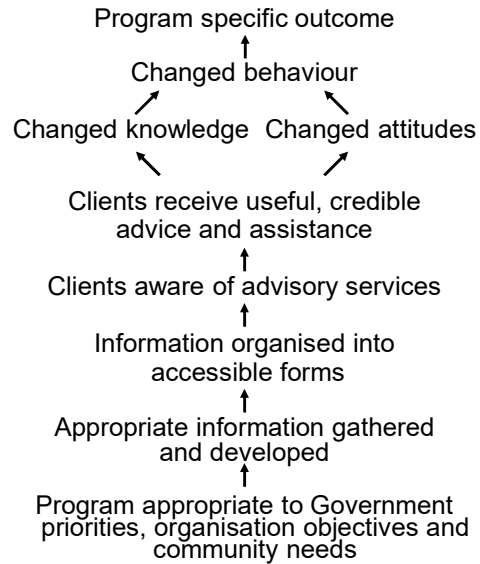 Program specific outcome
Changed behaviour
Changed knowledge Changed attitudes
Clients receive useful, credible
advice and assistance
Clients aware of advisory services
Information organised into
accessible forms
Appropriate information gathered
and developed
Program appropriate to Government
priorities, organisation objectives and
community needs